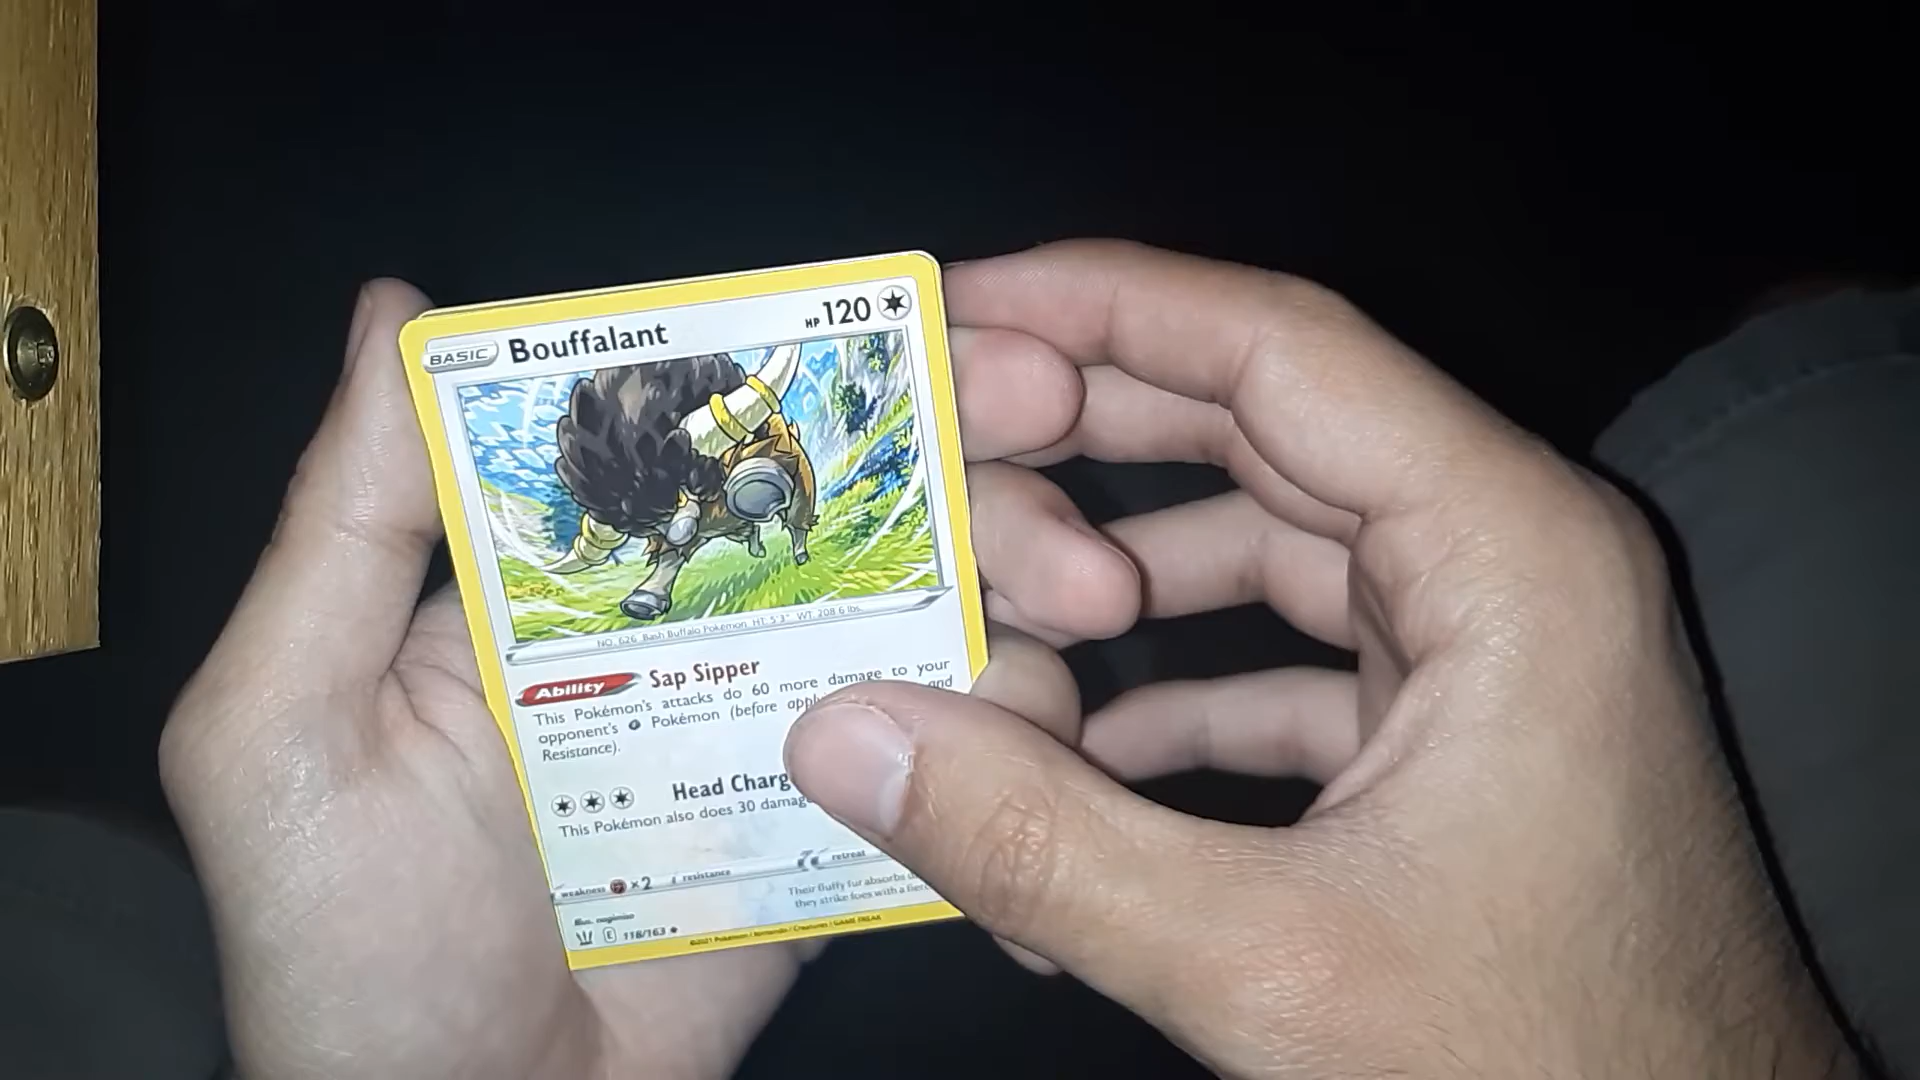 BASIC Bouffalant HP 120
NO. 626 Bash Buffalo Pokémon HT: 5'3" WT: 208.6 lbs.
Ability Sap Sipper
This Pokémon's attacks do 60 more damage to your
opponent's Pokémon (before and
Resistance).
Head Charg
This Pokémon also does 30 damag
weakness ×2 resistance retreat
Their fluffy fur absorbs
they strike foes with a
Illus. nagimiso
E 118/163
©2021 Pokémon / Nintendo / Creatures / GAME FREAK